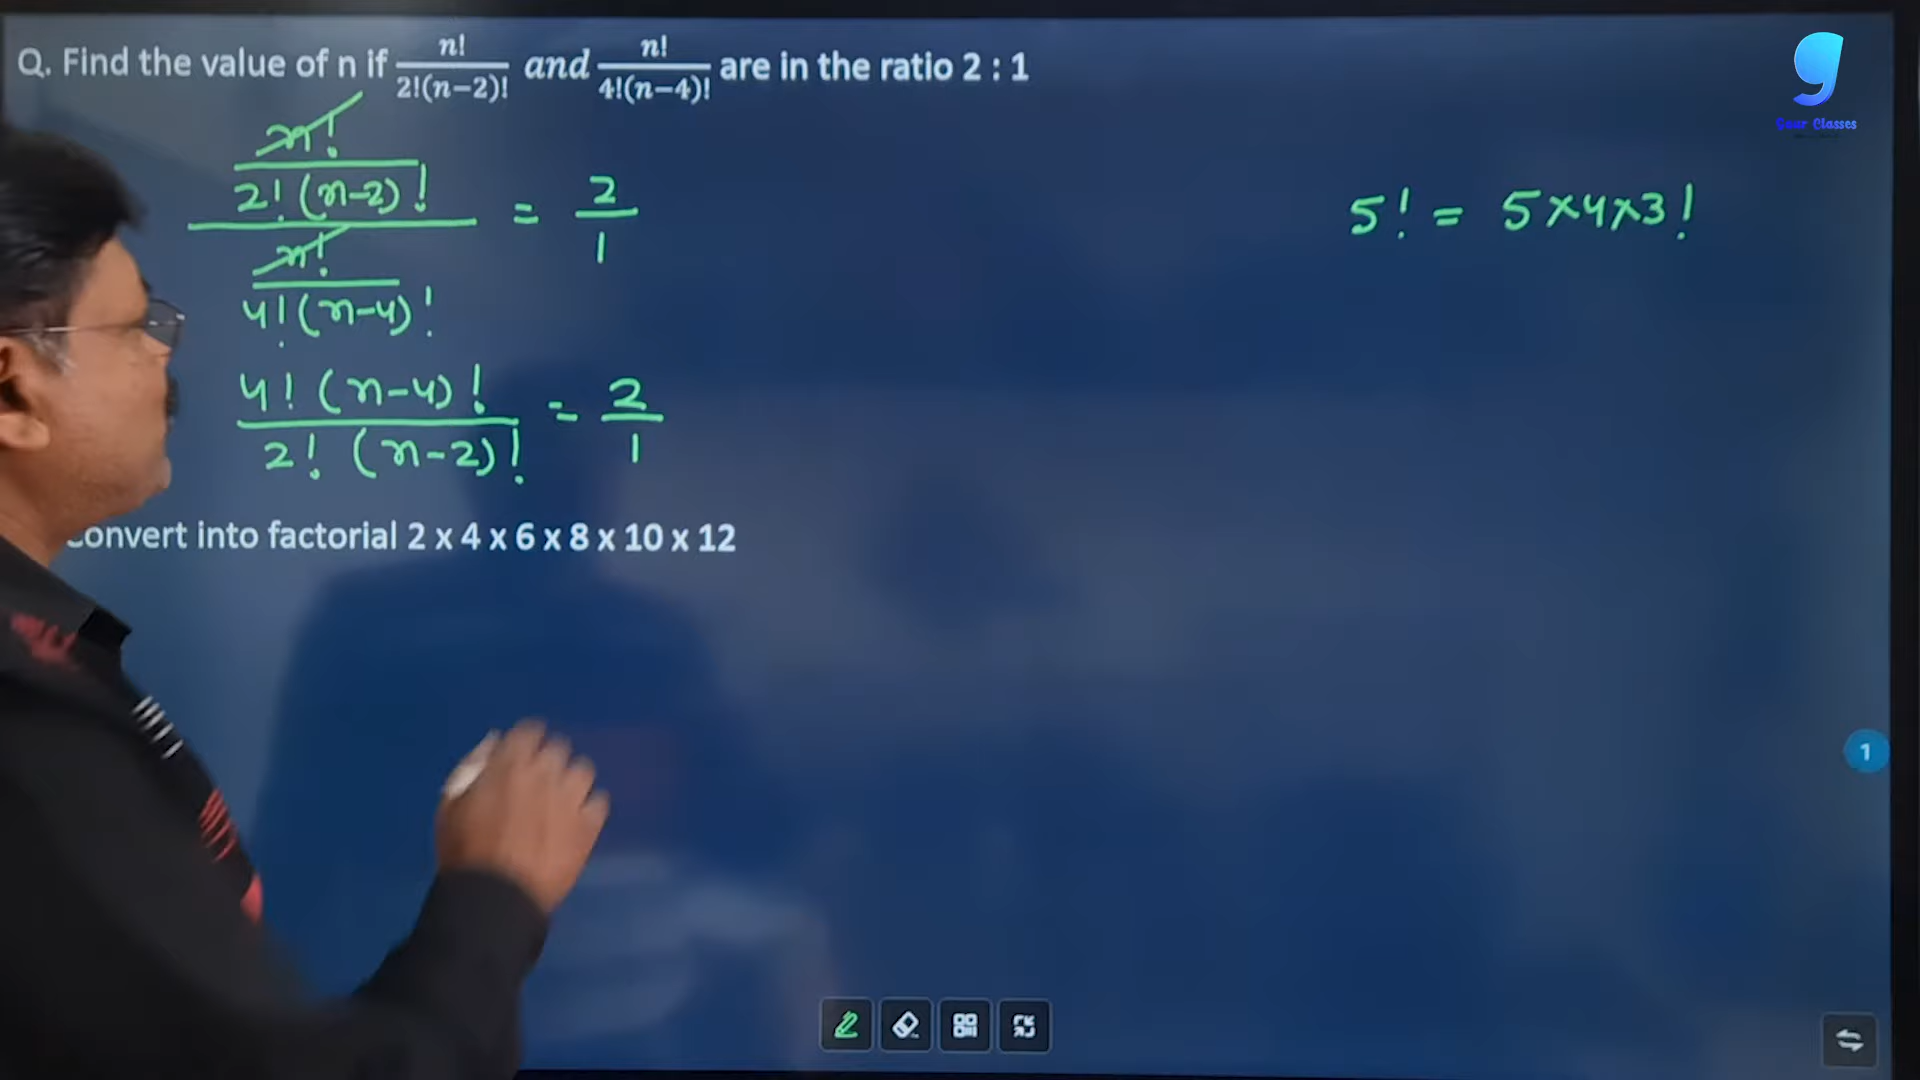 Q. Find the value of n if n!/2!(n−2)! and n!/4!(n−4)! are in the ratio 2 : 1
n!
2!(n-2)! = 2/1
n!
4!(n-4)!
5! = 5×4×3!
4!(n-4)!/2!(n-2)! = 2/1
Convert into factorial 2 x 4 x 6 x 8 x 10 x 12
g
Classes
1